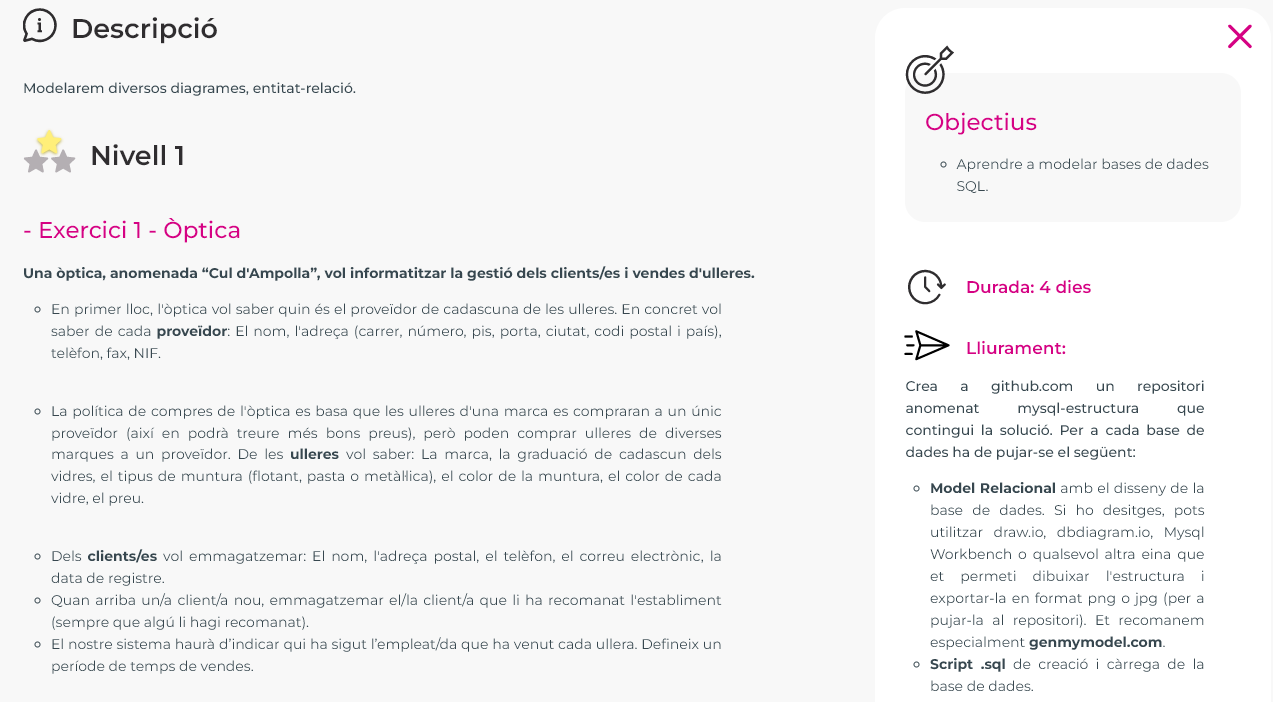 Descripció
Modelarem diversos diagrames, entitat-relació.
Nivell 1
- Exercici 1 - Òptica
Una òptica, anomenada “Cul d'Ampolla”, vol informatitzar la gestió dels clients/es i vendes d'ulleres.
En primer lloc, l'òptica vol saber quin és el proveïdor de cadascuna de les ulleres. En concret vol
saber de cada proveïdor: El nom, l'adreça (carrer, número, pis, porta, ciutat, codi postal i país),
telèfon, fax, NIF.
La política de compres de l'òptica es basa que les ulleres d'una marca es compraran a un únic
proveïdor (així en podrà treure més bons preus), però poden comprar ulleres de diverses
marques a un proveïdor. De les ulleres vol saber: La marca, la graduació de cadascun dels
vidres, el tipus de muntura (flotant, pasta o metàl·lica), el color de la muntura, el color de cada
vidre, el preu.
Dels clients/es vol emmagatzemar: El nom, l'adreça postal, el telèfon, el correu electrònic, la
data de registre.
Quan arriba un/a client/a nou, emmagatzemar el/la client/a que li ha recomanat l'establiment
(sempre que algú li hagi recomanat).
El nostre sistema haurà d’indicar qui ha sigut l’empleat/da que ha venut cada ullera. Defineix un
període de temps de vendes.
Objectius
Aprendre a modelar bases de dades
SQL.
Durada: 4 dies
Lliurament:
Crea a github.com un repositori
anomenat mysql-estructura que
contingui la solució. Per a cada base de
dades ha de pujar-se el següent:
Model Relacional amb el disseny de la
base de dades. Si ho desitges, pots
utilitzar draw.io, dbdiagram.io, Mysql
Workbench o qualsevol altra eina que
et permeti dibuixar l'estructura i
exportar-la en format png o jpg (per a
pujar-la al repositori). Et recomanem
especialment genmymodel.com.
Script .sql de creació i càrrega de la
base de dades.